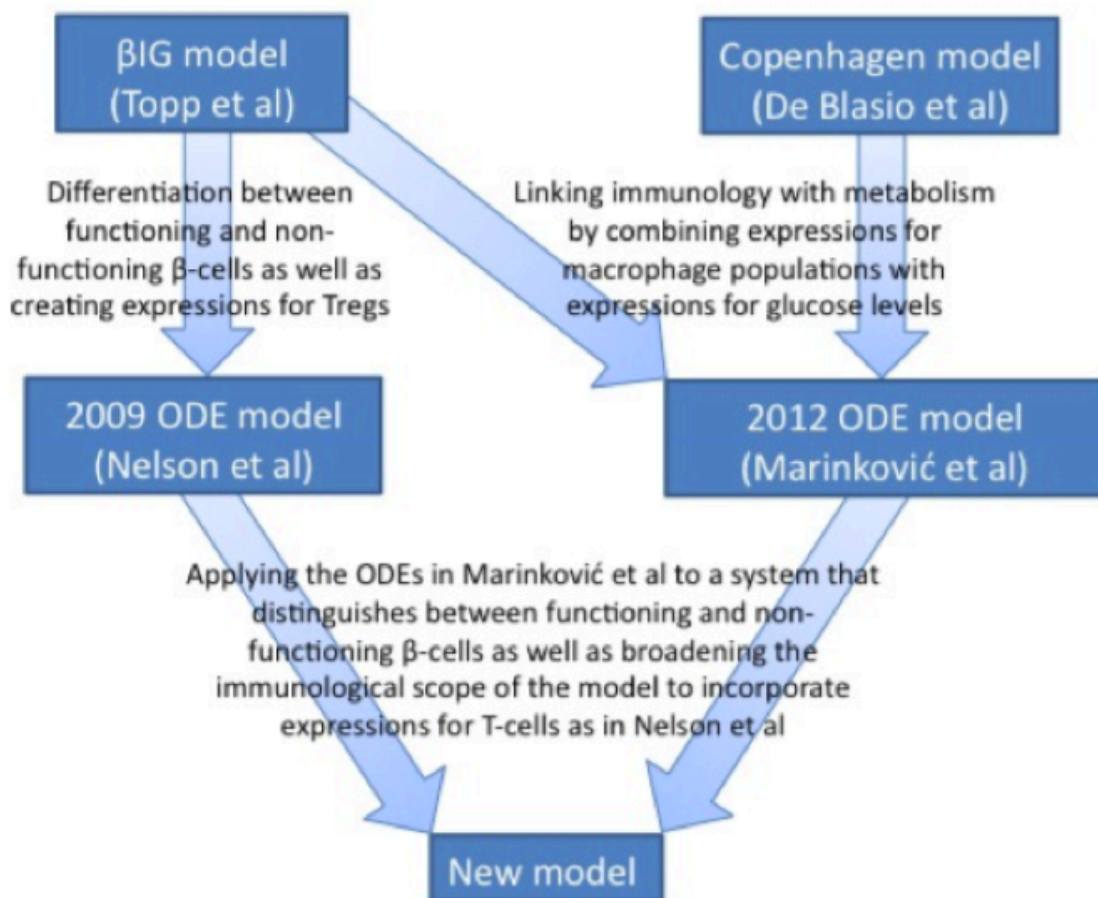 βIG model
(Topp et al)
Copenhagen model
(De Blasio et al)
Differentiation between
functioning and non-
functioning β-cells as well as
creating expressions for Tregs
Linking immunology with metabolism
by combining expressions for
macrophage populations with
expressions for glucose levels
2009 ODE model
(Nelson et al)
2012 ODE model
(Marinković et al)
Applying the ODEs in Marinković et al to a system that
distinguishes between functioning and non-
functioning β-cells as well as broadening the
immunological scope of the model to incorporate
expressions for T-cells as in Nelson et al
New model